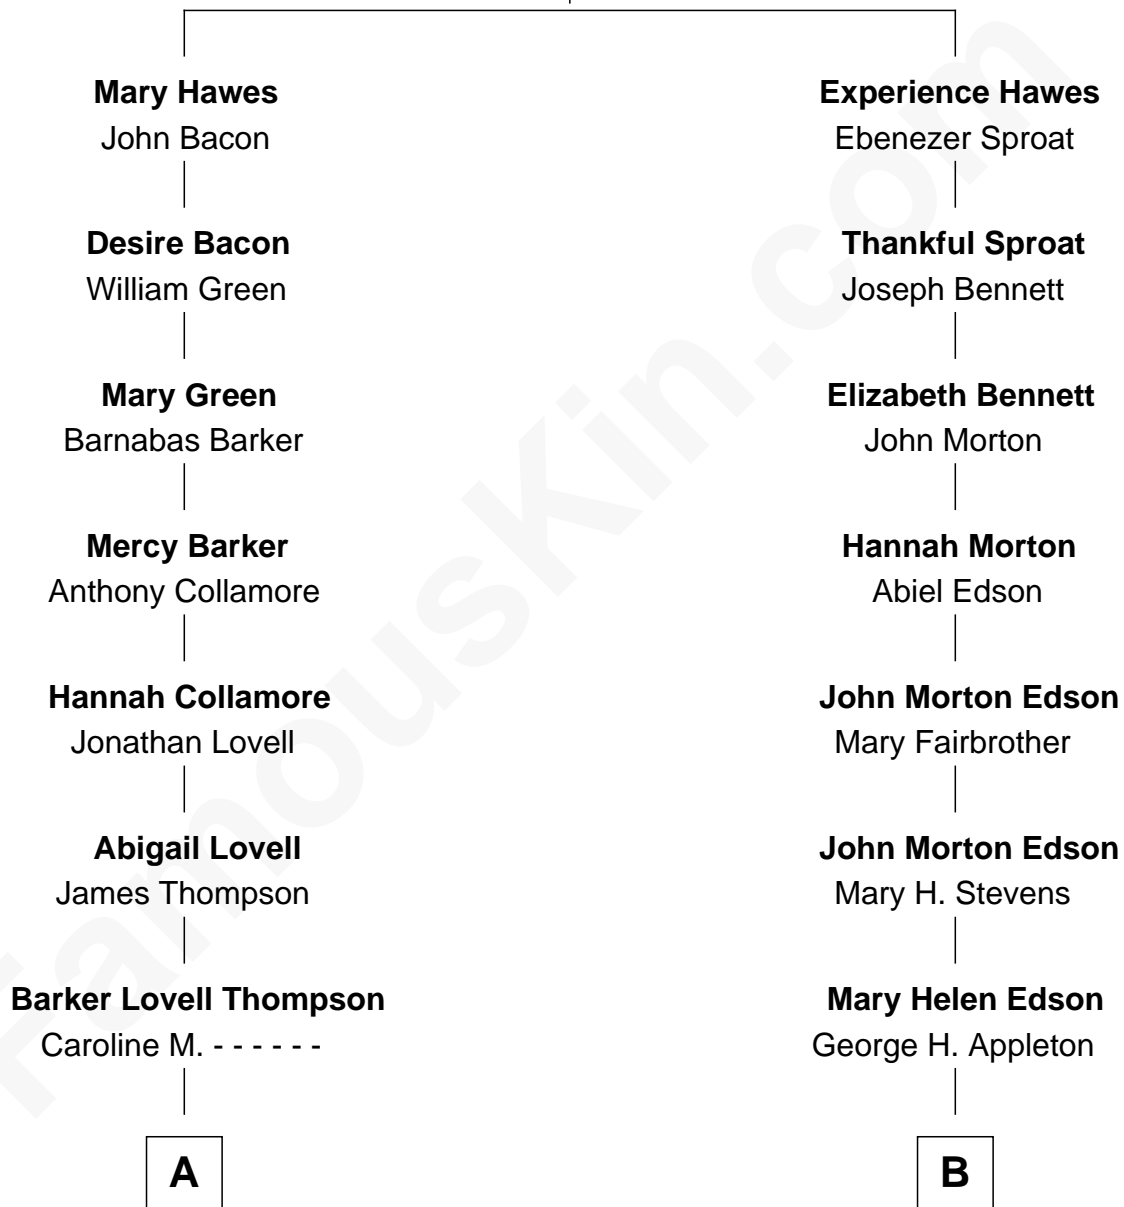 Mary Hawes
John Bacon
Experience Hawes
Ebenezer Sproat
Desire Bacon
William Green
Thankful Sproat
Joseph Bennett
Mary Green
Barnabas Barker
Elizabeth Bennett
John Morton
Mercy Barker
Anthony Collamore
Hannah Morton
Abiel Edson
Hannah Collamore
Jonathan Lovell
John Morton Edson
Mary Fairbrother
Abigail Lovell
James Thompson
John Morton Edson
Mary H. Stevens
Barker Lovell Thompson
Caroline M. - - - - - -
Mary Helen Edson
George H. Appleton
A
B
FamousKin.com